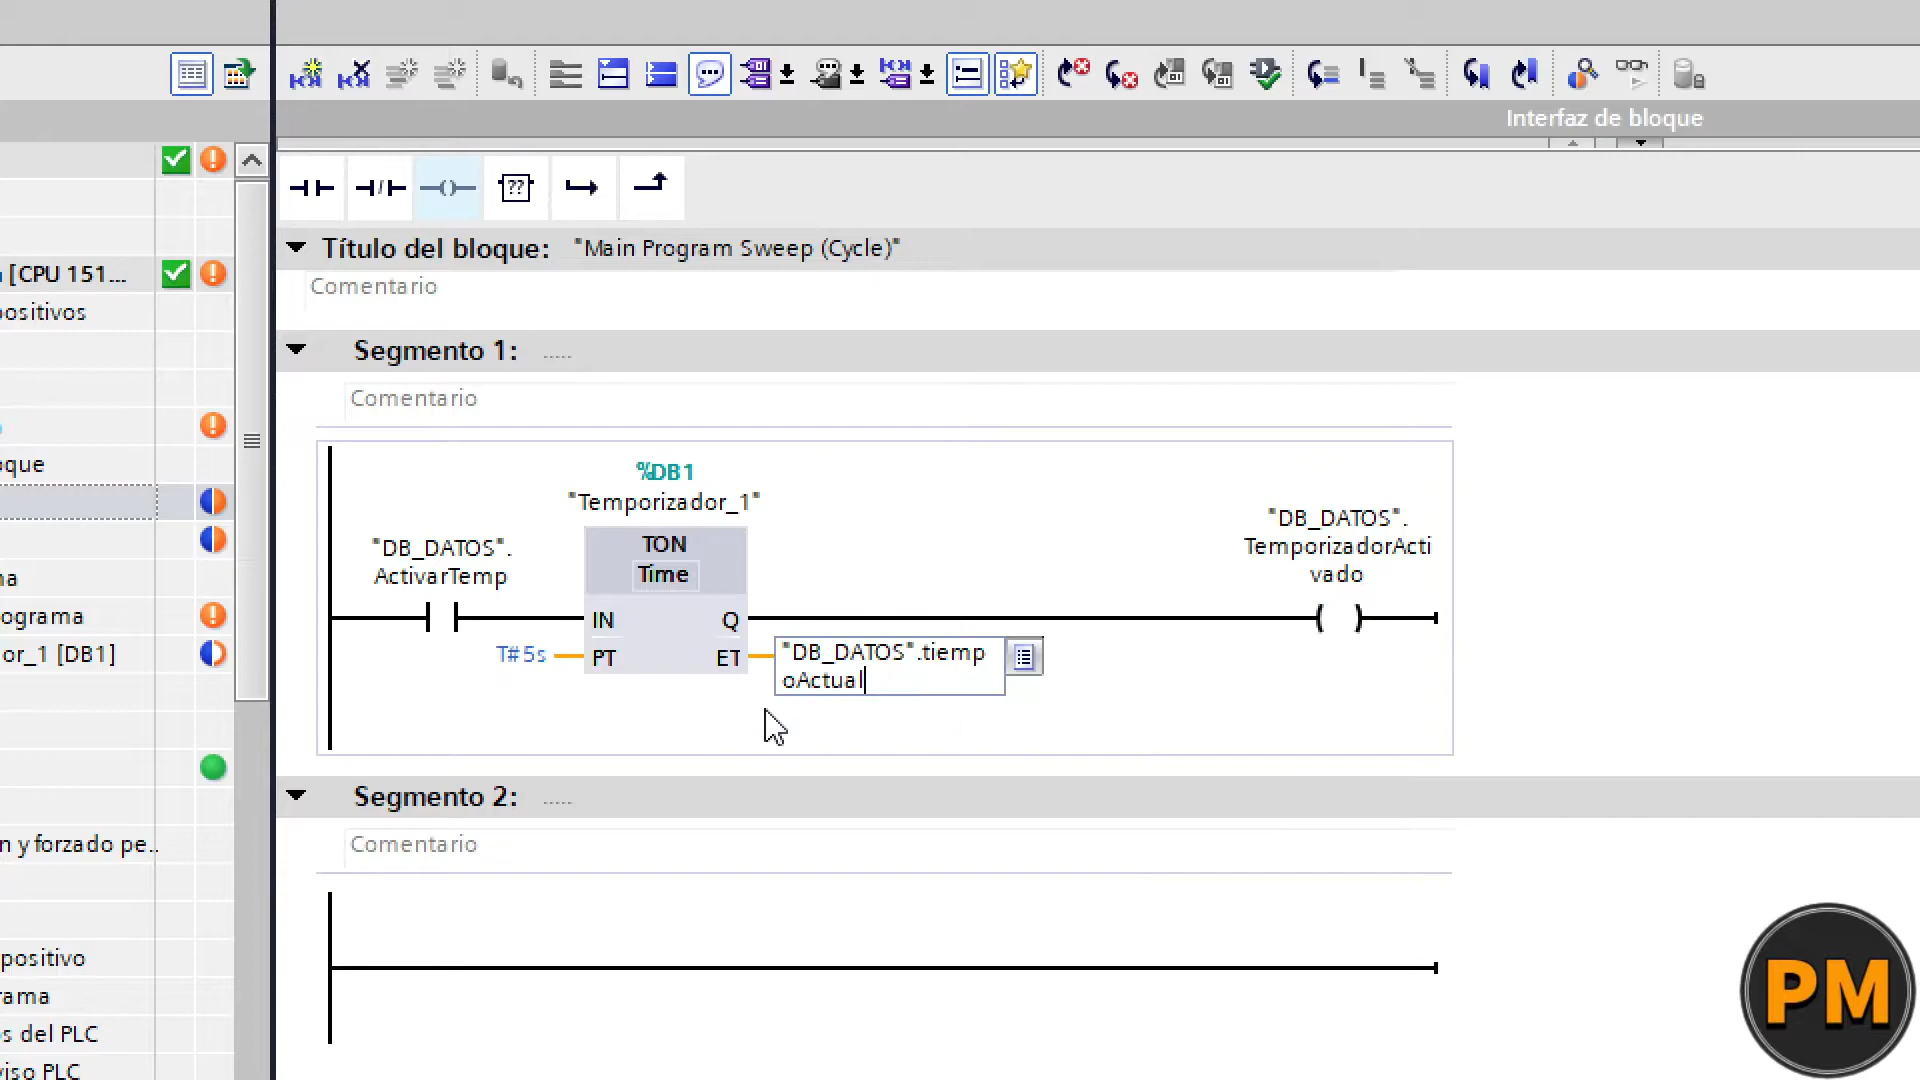 Interfaz de bloque
[CPU 151...
ositivos
oque
na
ograma
or_1 [DB1]
n y forzado pe..
positivo
rama
s del PLC
viso PLC
??
Título del bloque: "Main Program Sweep (Cycle)"
Comentario
Segmento 1: .....
Comentario
%DB1
"Temporizador_1"
TON
Time
"DB_DATOS".
ActivarTemp
IN
Q
T#5s
PT
ET
"DB_DATOS".tiemp
oActual
"DB_DATOS".
TemporizadorActi
vado
Segmento 2: .....
Comentario
PM